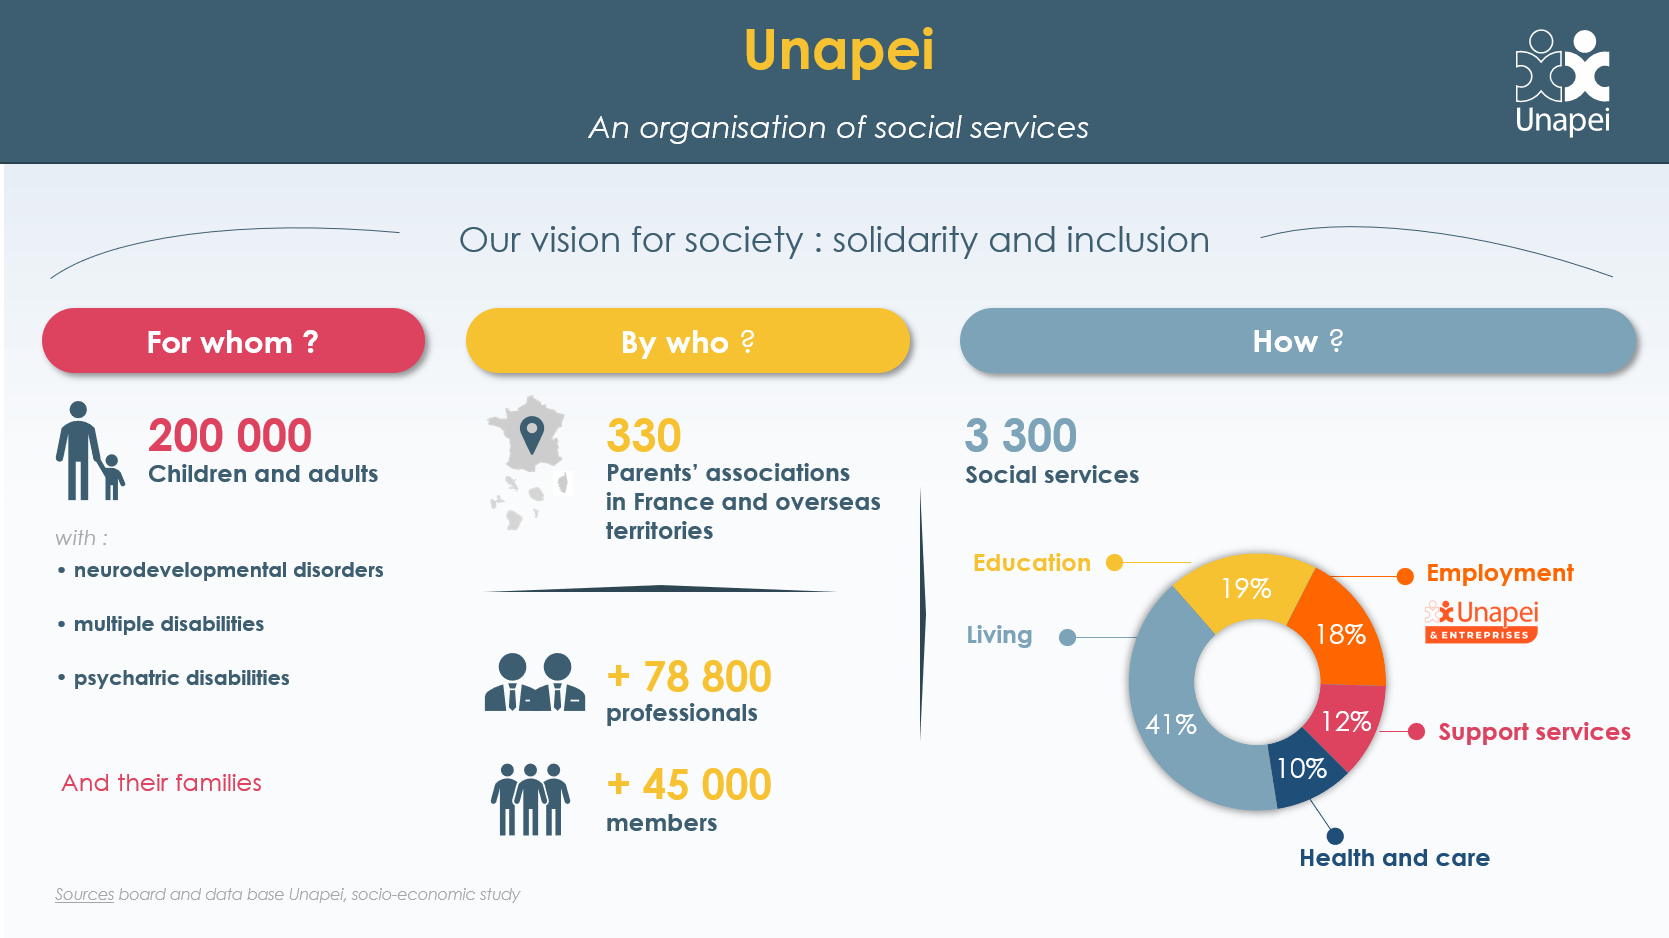 Unapei
An organisation of social services
Unapei
Our vision for society : solidarity and inclusion
For whom ?
200 000
Children and adults
with :
• neurodevelopmental disorders
• multiple disabilities
• psychatric disabilities
And their families
By who ?
330
Parents’ associations
in France and overseas
territories
+ 78 800
professionals
+ 45 000
members
How ?
3 300
Social services
Education
Living
19%
18%
12%
10%
41%
Employment
Unapei
& ENTREPRISES
Support services
Health and care
Sources board and data base Unapei, socio-economic study